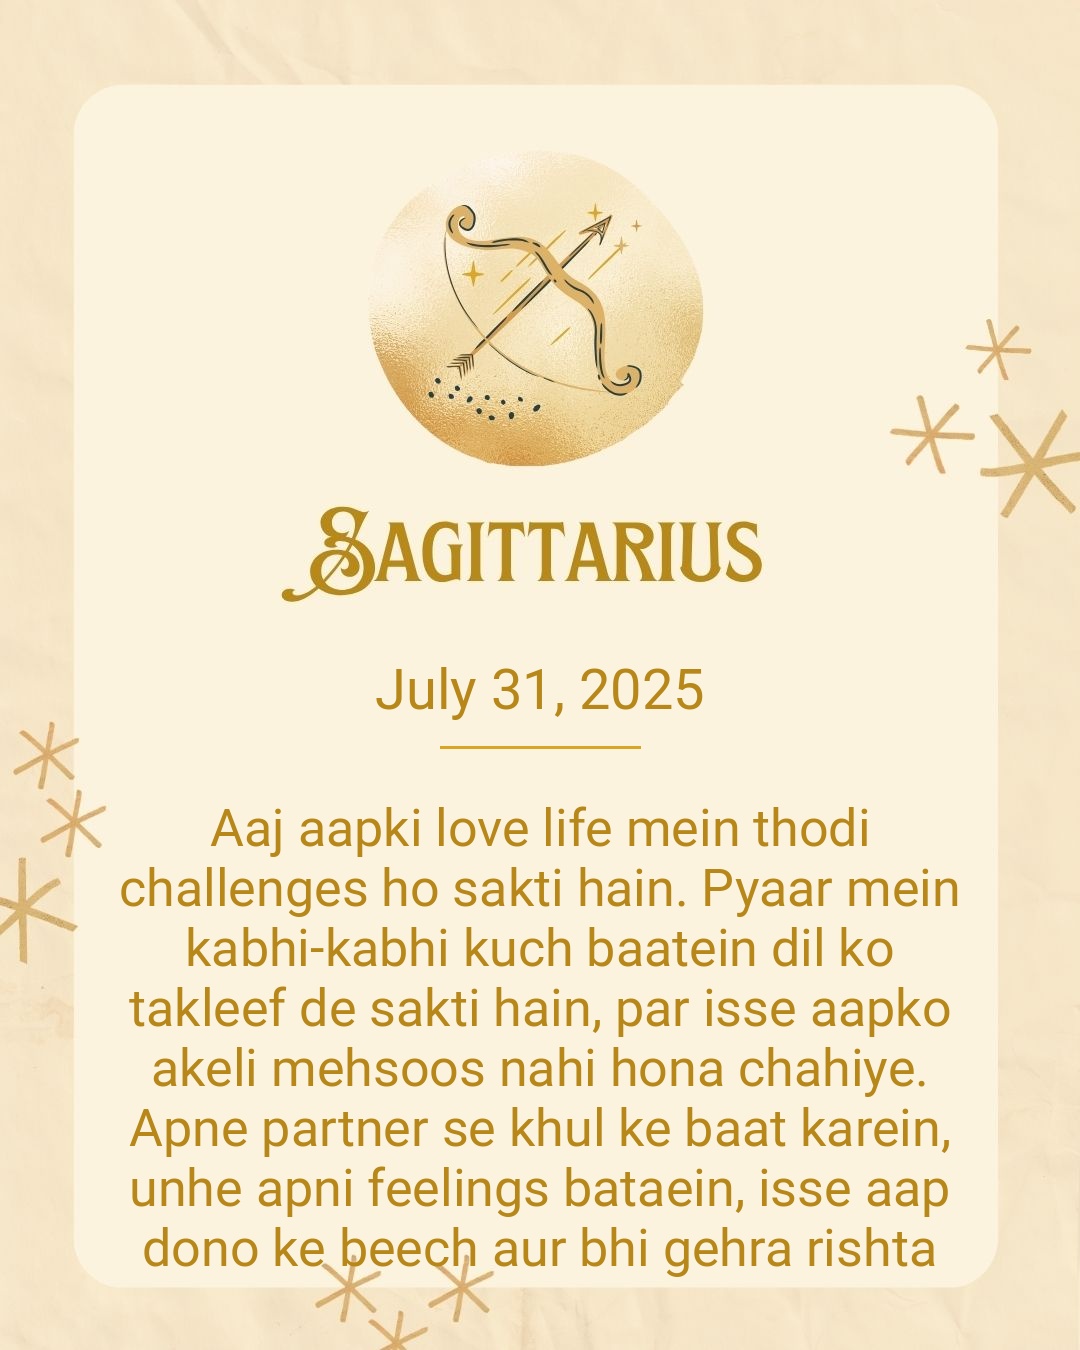 Sagittarius
July 31, 2025
Aaj aapki love life mein thodi
challenges ho sakti hain. Pyaar mein
kabhi-kabhi kuch baatein dil ko
takleef de sakti hain, par isse aapko
akeli mehsoos nahi hona chahiye.
Apne partner se khul ke baat karein,
unhe apni feelings bataein, isse aap
dono ke beech aur bhi gehra rishta